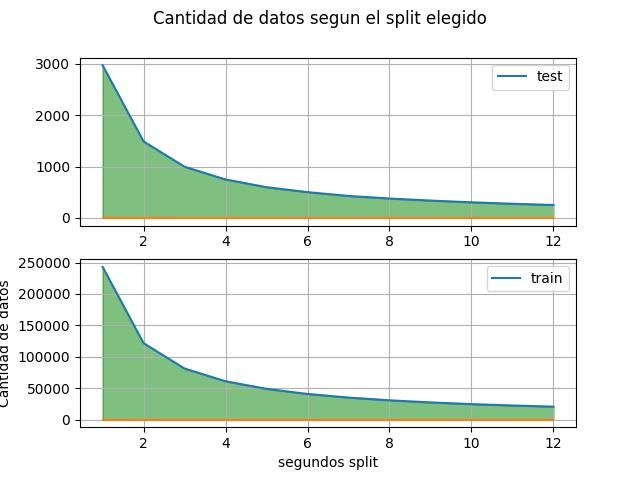 Cantidad de datos segun el split elegido
3000
2000
1000
0
test
2 4 6 8 10 12
250000
200000
150000
100000
50000
0
train
Cantidad de datos
2 4 6 8 10 12
segundos split